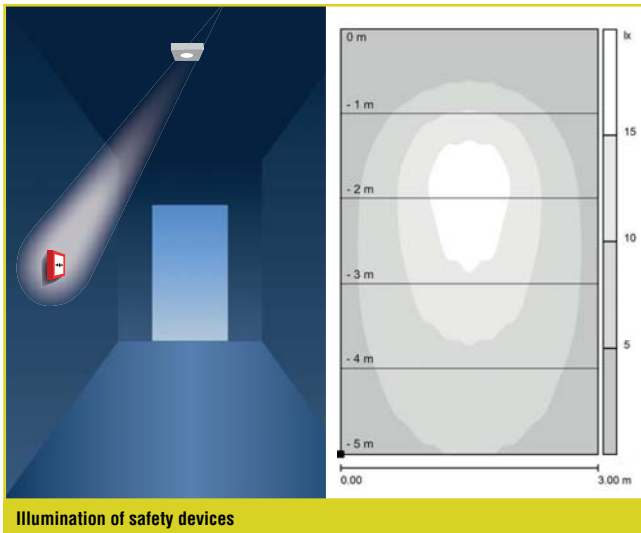 0 m
lx
- 1 m
15
- 2 m
10
- 3 m
5
- 4 m
- 5 m
0.00
3.00 m
Illumination of safety devices